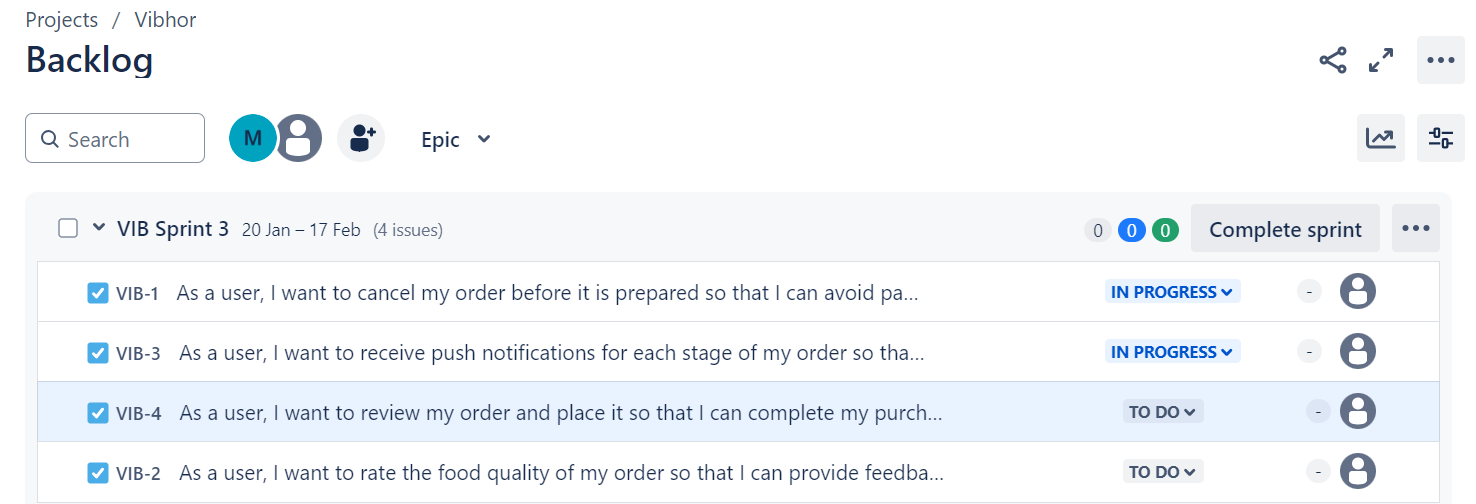 Projects / Vibhor
Backlog
Search
M
Epic
VIB Sprint 3 20 Jan – 17 Feb (4 issues) 0 0 0 Complete sprint
VIB-1 As a user, I want to cancel my order before it is prepared so that I can avoid pa... IN PROGRESS -
VIB-3 As a user, I want to receive push notifications for each stage of my order so tha... IN PROGRESS -
VIB-4 As a user, I want to review my order and place it so that I can complete my purch... TO DO -
VIB-2 As a user, I want to rate the food quality of my order so that I can provide feedba... TO DO -